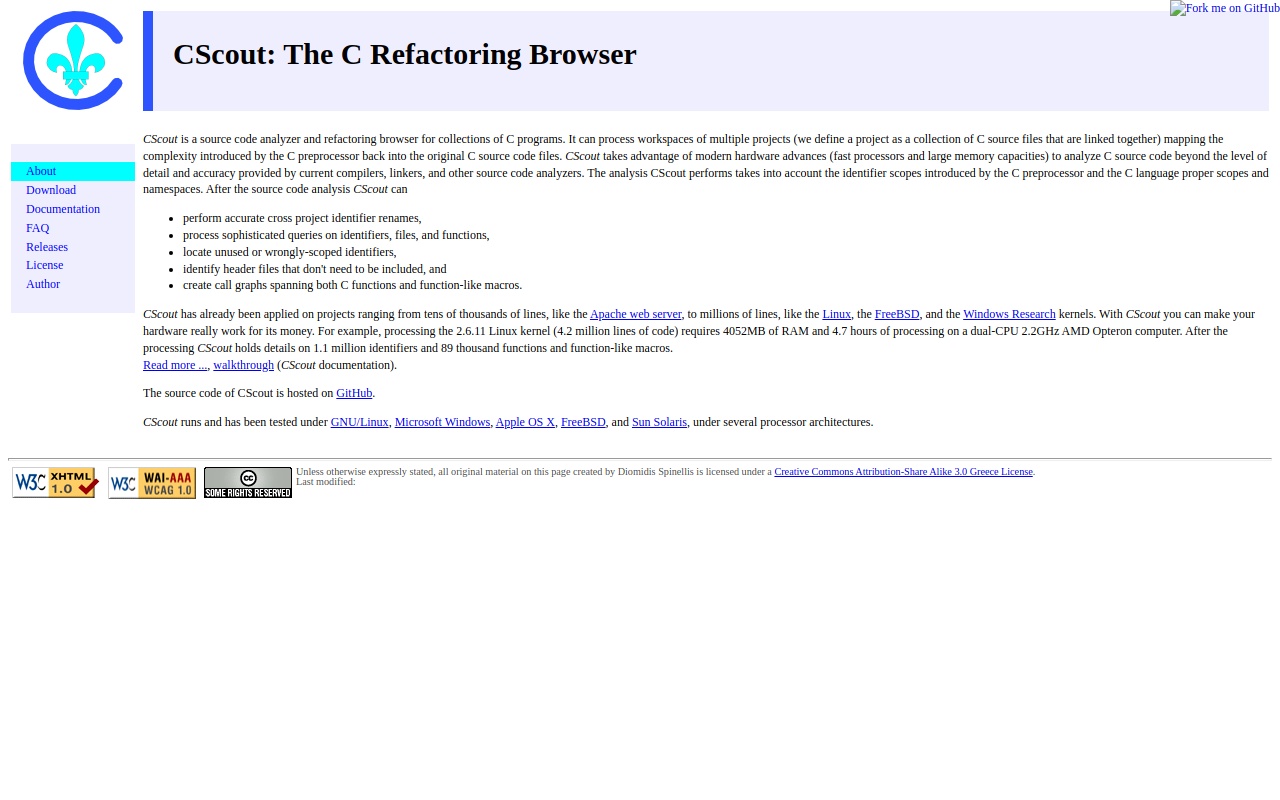 Fork me on GitHub
CScout: The C Refactoring Browser
About
Download
Documentation
FAQ
Releases
License
Author
CScout is a source code analyzer and refactoring browser for collections of C programs. It can process workspaces of multiple projects (we define a project as a collection of C source files that are linked together) mapping the
complexity introduced by the C preprocessor back into the original C source code files. CScout takes advantage of modern hardware advances (fast processors and large memory capacities) to analyze C source code beyond the level of
detail and accuracy provided by current compilers, linkers, and other source code analyzers. The analysis CScout performs takes into account the identifier scopes introduced by the C preprocessor and the C language proper scopes and
namespaces. After the source code analysis CScout can
• perform accurate cross project identifier renames,
• process sophisticated queries on identifiers, files, and functions,
• locate unused or wrongly-scoped identifiers,
• identify header files that don't need to be included, and
• create call graphs spanning both C functions and function-like macros.
CScout has already been applied on projects ranging from tens of thousands of lines, like the Apache web server, to millions of lines, like the Linux, the FreeBSD, and the Windows Research kernels. With CScout you can make your
hardware really work for its money. For example, processing the 2.6.11 Linux kernel (4.2 million lines of code) requires 4052MB of RAM and 4.7 hours of processing on a dual-CPU 2.2GHz AMD Opteron computer. After the
processing CScout holds details on 1.1 million identifiers and 89 thousand functions and function-like macros.
Read more ..., walkthrough (CScout documentation).
The source code of CScout is hosted on GitHub.
CScout runs and has been tested under GNU/Linux, Microsoft Windows, Apple OS X, FreeBSD, and Sun Solaris, under several processor architectures.
W3C XHTML 1.0
W3C WAI-AAA WCAG 1.0
cc SOME RIGHTS RESERVED
Unless otherwise expressly stated, all original material on this page created by Diomidis Spinellis is licensed under a Creative Commons Attribution-Share Alike 3.0 Greece License.
Last modified: